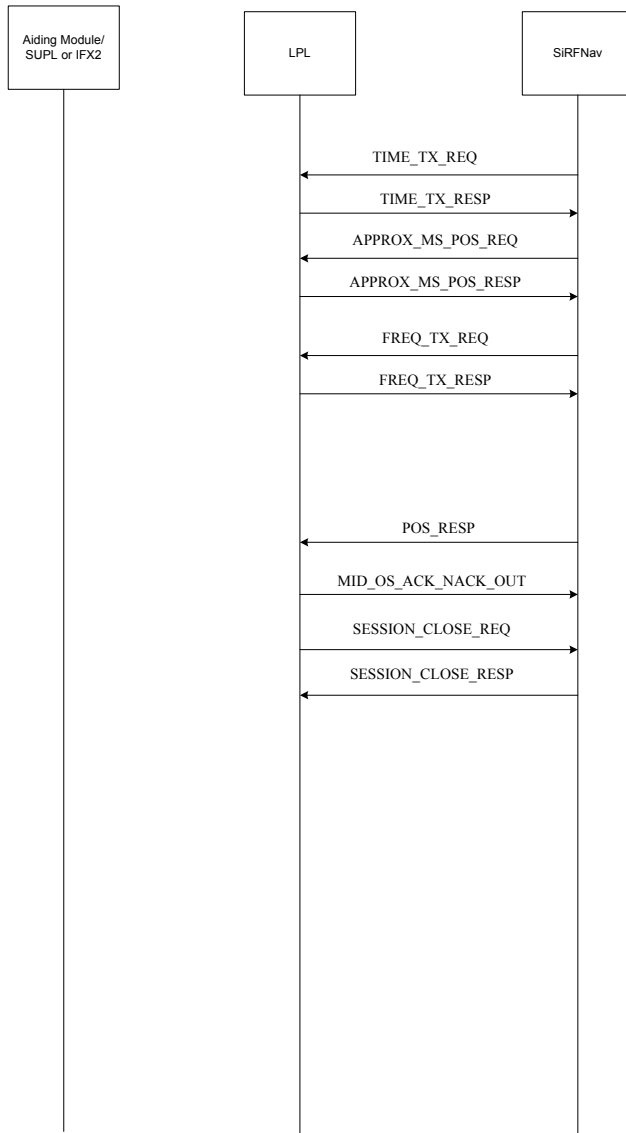 Aiding Module/
SUPL or IFX2
LPL
SiRFNav
TIME_TX_REQ
TIME_TX_RESP
APPROX_MS_POS_REQ
APPROX_MS_POS_RESP
FREQ_TX_REQ
FREQ_TX_RESP
POS_RESP
MID_OS_ACK_NACK_OUT
SESSION_CLOSE_REQ
SESSION_CLOSE_RESP